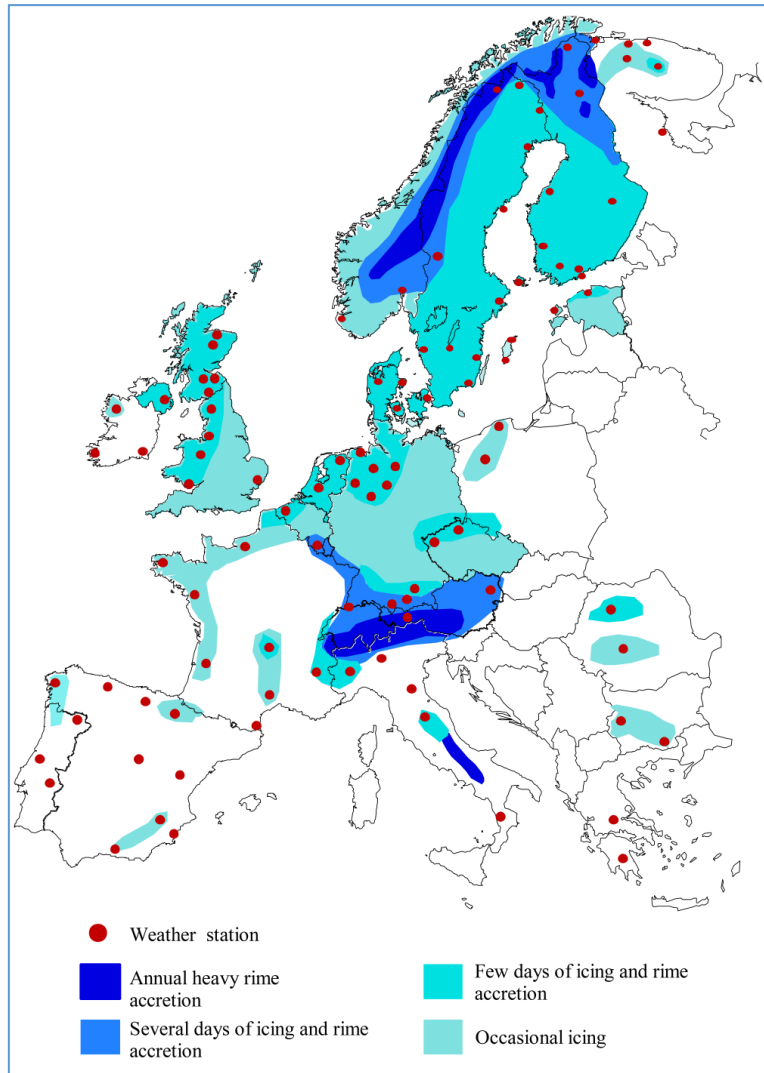 Weather station
Annual heavy rime
accretion
Several days of icing and rime
accretion
Few days of icing and rime
accretion
Occasional icing